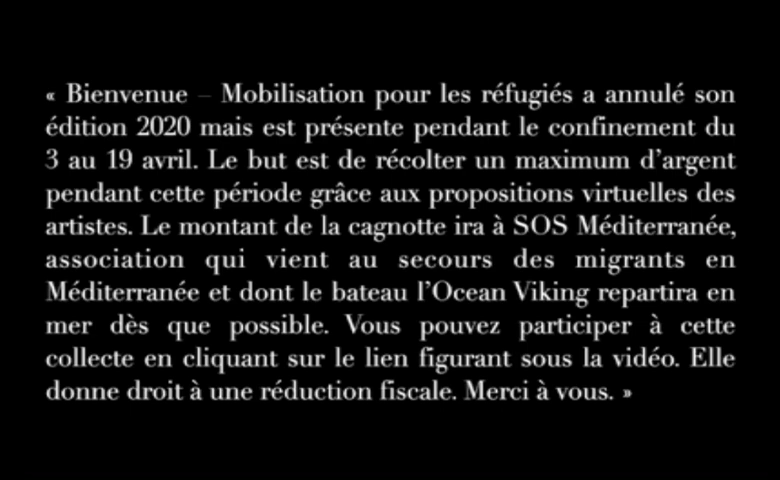 « Bienvenue – Mobilisation pour les réfugiés a annulé son
édition 2020 mais est présente pendant le confinement du
3 au 19 avril. Le but est de récolter un maximum d’argent
pendant cette période grâce aux propositions virtuelles des
artistes. Le montant de la cagnotte ira à SOS Méditerranée,
association qui vient au secours des migrants en
Méditerranée et dont le bateau l’Ocean Viking repartira en
mer dès que possible. Vous pouvez participer à cette
collecte en cliquant sur le lien figurant sous la vidéo. Elle
donne droit à une réduction fiscale. Merci à vous. »